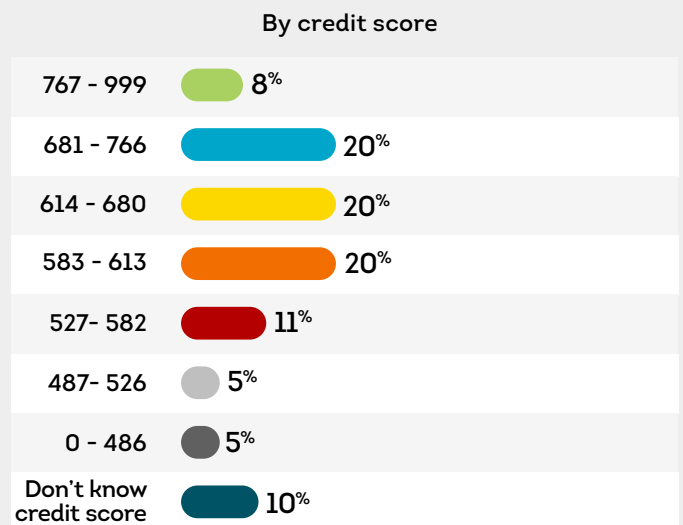 By credit score
767 - 999 8%
681 - 766 20%
614 - 680 20%
583 - 613 20%
527- 582 11%
487- 526 5%
0 - 486 5%
Don't know
credit score 10%